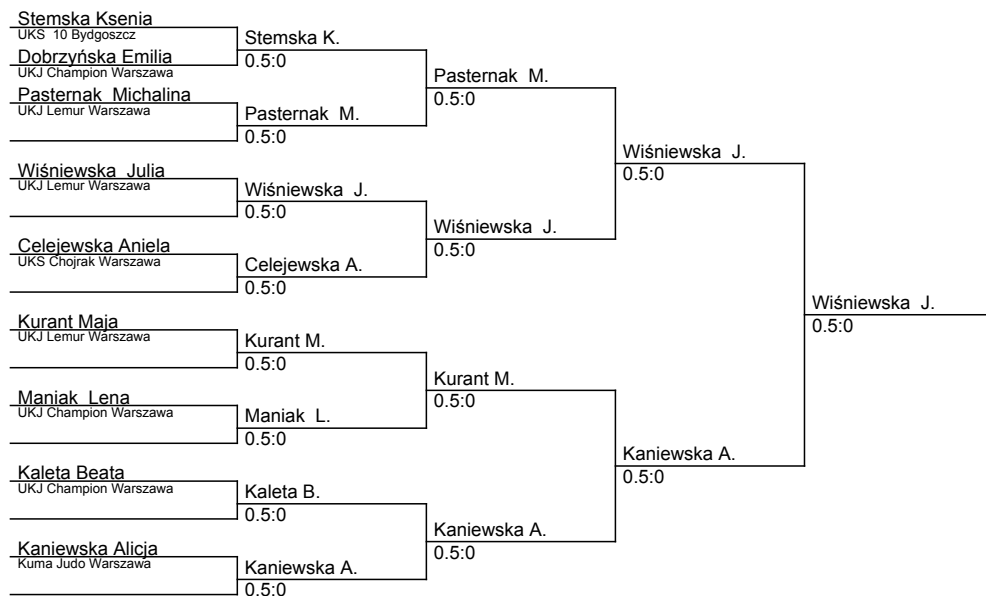 Stemska Ksenia
UKS 10 Bydgoszcz
Dobrzyńska Emilia
UKJ Champion Warszawa
Pasternak Michalina
UKJ Lemur Warszawa
Wiśniewska Julia
UKJ Lemur Warszawa
Celejewska Aniela
UKS Chojrak Warszawa
Kurant Maja
UKJ Lemur Warszawa
Maniak Lena
UKJ Champion Warszawa
Kaleta Beata
UKJ Champion Warszawa
Kaniewska Alicja
Kuma Judo Warszawa
Stemska K.
0.5:0
Pasternak M.
0.5:0
Wiśniewska J.
0.5:0
Celejewska A.
0.5:0
Kurant M.
0.5:0
Maniak L.
0.5:0
Kaleta B.
0.5:0
Kaniewska A.
0.5:0
Pasternak M.
0.5:0
Wiśniewska J.
0.5:0
Kurant M.
0.5:0
Kaniewska A.
0.5:0
Wiśniewska J.
0.5:0
Kaniewska A.
0.5:0
Wiśniewska J.
0.5:0